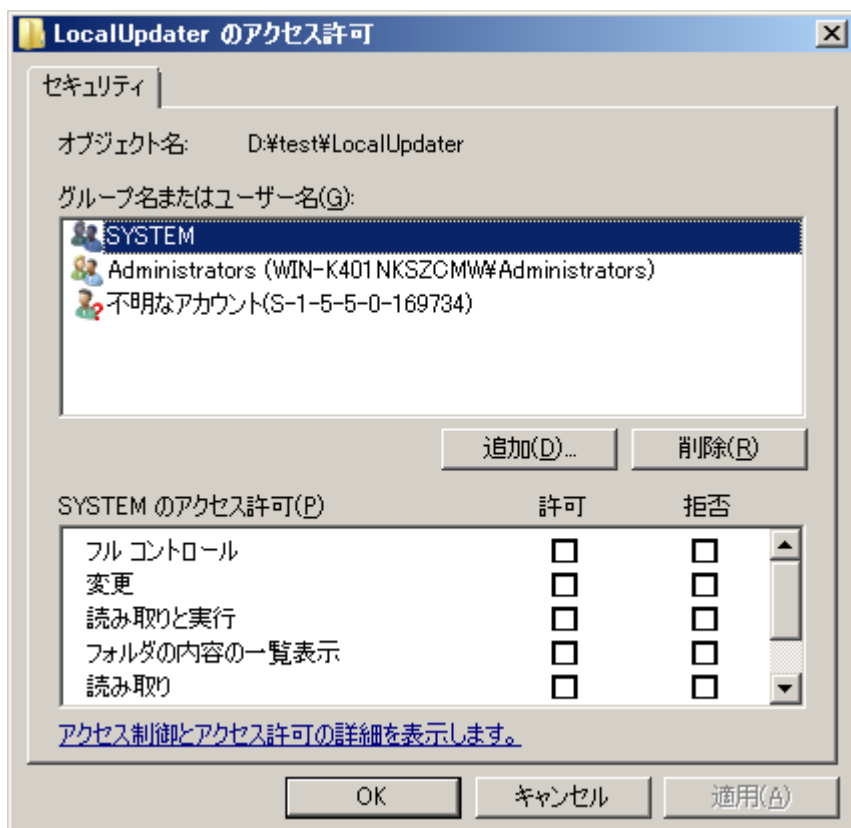 LocalUpdater のアクセス許可
セキュリティ
オブジェクト名: D:¥test¥LocalUpdater
グループ名またはユーザー名(G):
SYSTEM
Administrators (WIN-K401NKSZCMW¥Administrators)
不明なアカウント(S-1-5-5-0-169734)
追加(D)... 削除(R)
SYSTEM のアクセス許可(P) 許可 拒否
フル コントロール
変更
読み取りと実行
フォルダの内容の一覧表示
読み取り
アクセス制御とアクセス許可の詳細を表示します。
OK キャンセル 適用(A)